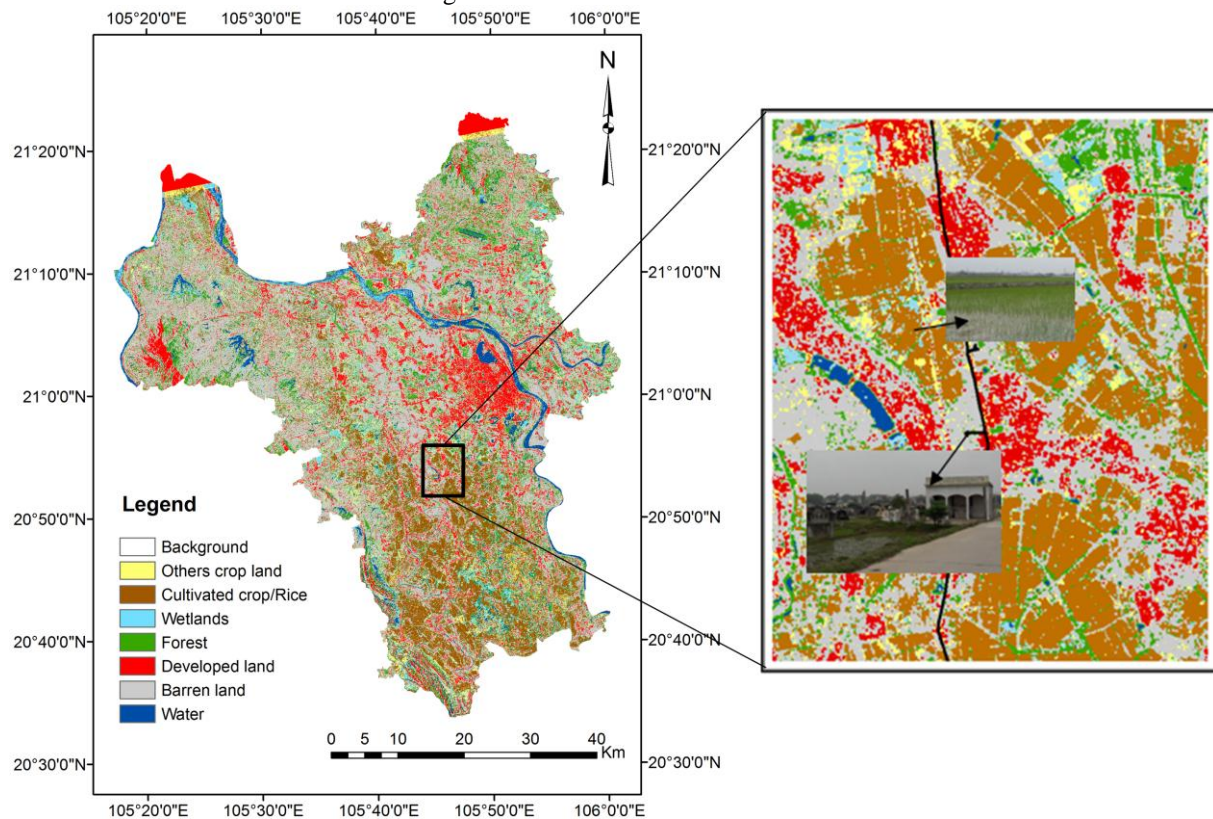 105°20'0"E 105°30'0"E 105°40'0"E 105°50'0"E 106°0'0"E
N
21°20'0"N 21°20'0"N
21°10'0"N 21°10'0"N
21°0'0"N 21°0'0"N
20°50'0"N 20°50'0"N
20°40'0"N 20°40'0"N
20°30'0"N 20°30'0"N
Legend
Background
Others crop land
Cultivated crop/Rice
Wetlands
Forest
Developed land
Barren land
Water
0 5 10 20 30 40
Km
105°20'0"E 105°30'0"E 105°40'0"E 105°50'0"E 106°0'0"E